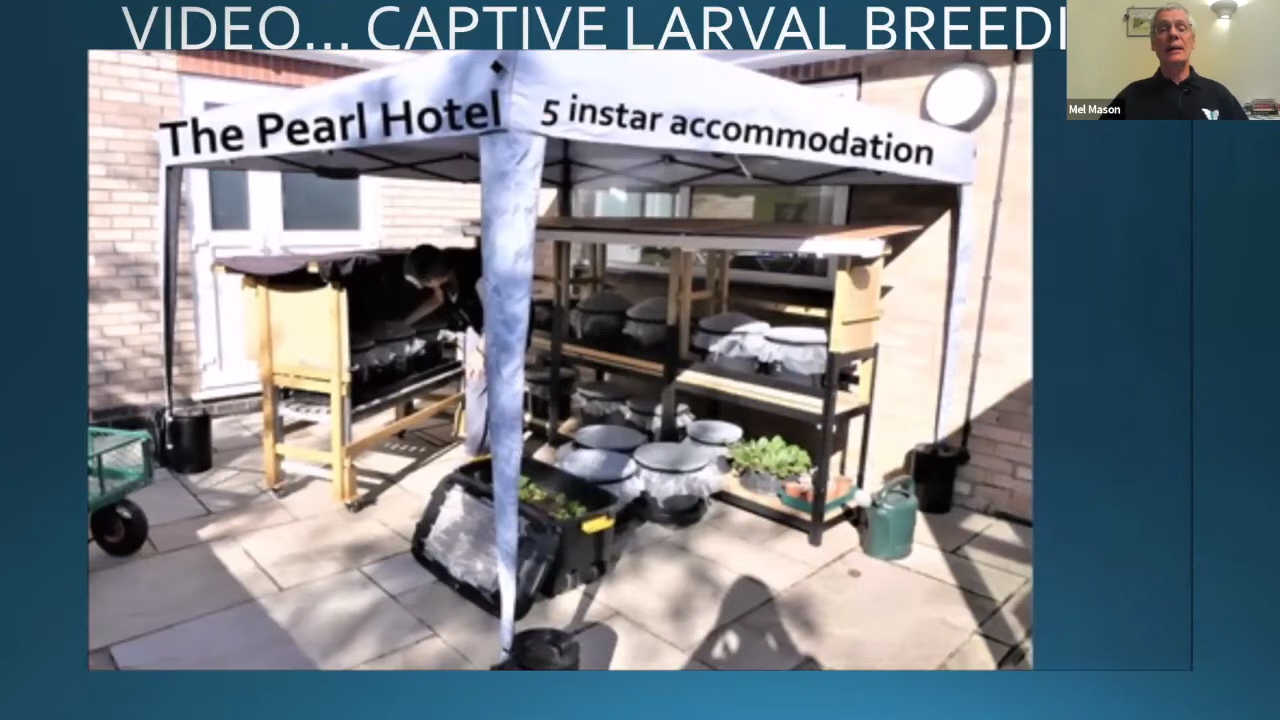 VIDEO... CAPTIVE LARVAL BREEDI
Mel Mason
The Pearl Hotel
5 instar accommodation